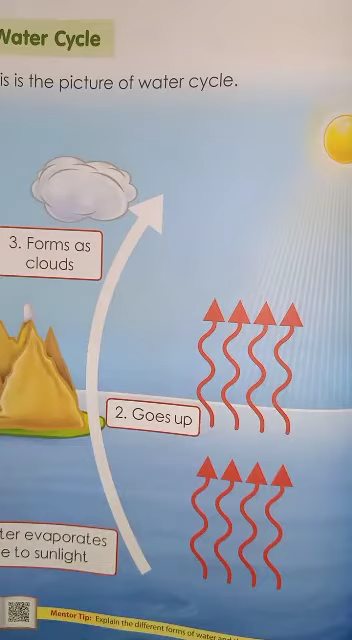 Water Cycle
is is the picture of water cycle.
3. Forms as
clouds
2. Goes up
ter evaporates
e to sunlight
Mentor Tip: Explain the different forms of water and